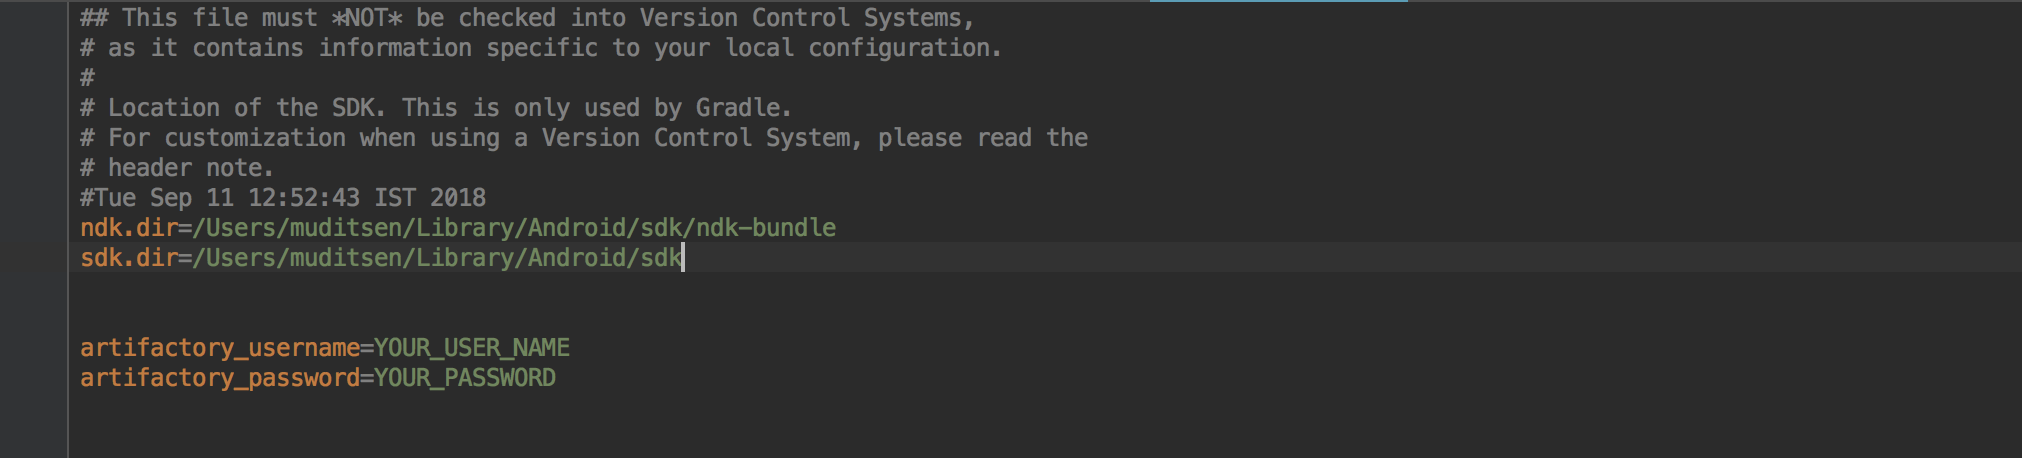 ## This file must *NOT* be checked into Version Control Systems,
# as it contains information specific to your local configuration.
#
# Location of the SDK. This is only used by Gradle.
# For customization when using a Version Control System, please read the
# header note.
#Tue Sep 11 12:52:43 IST 2018
ndk.dir=/Users/muditsen/Library/Android/sdk/ndk-bundle
sdk.dir=/Users/muditsen/Library/Android/sdk
artifactory_username=YOUR_USER_NAME
artifactory_password=YOUR_PASSWORD